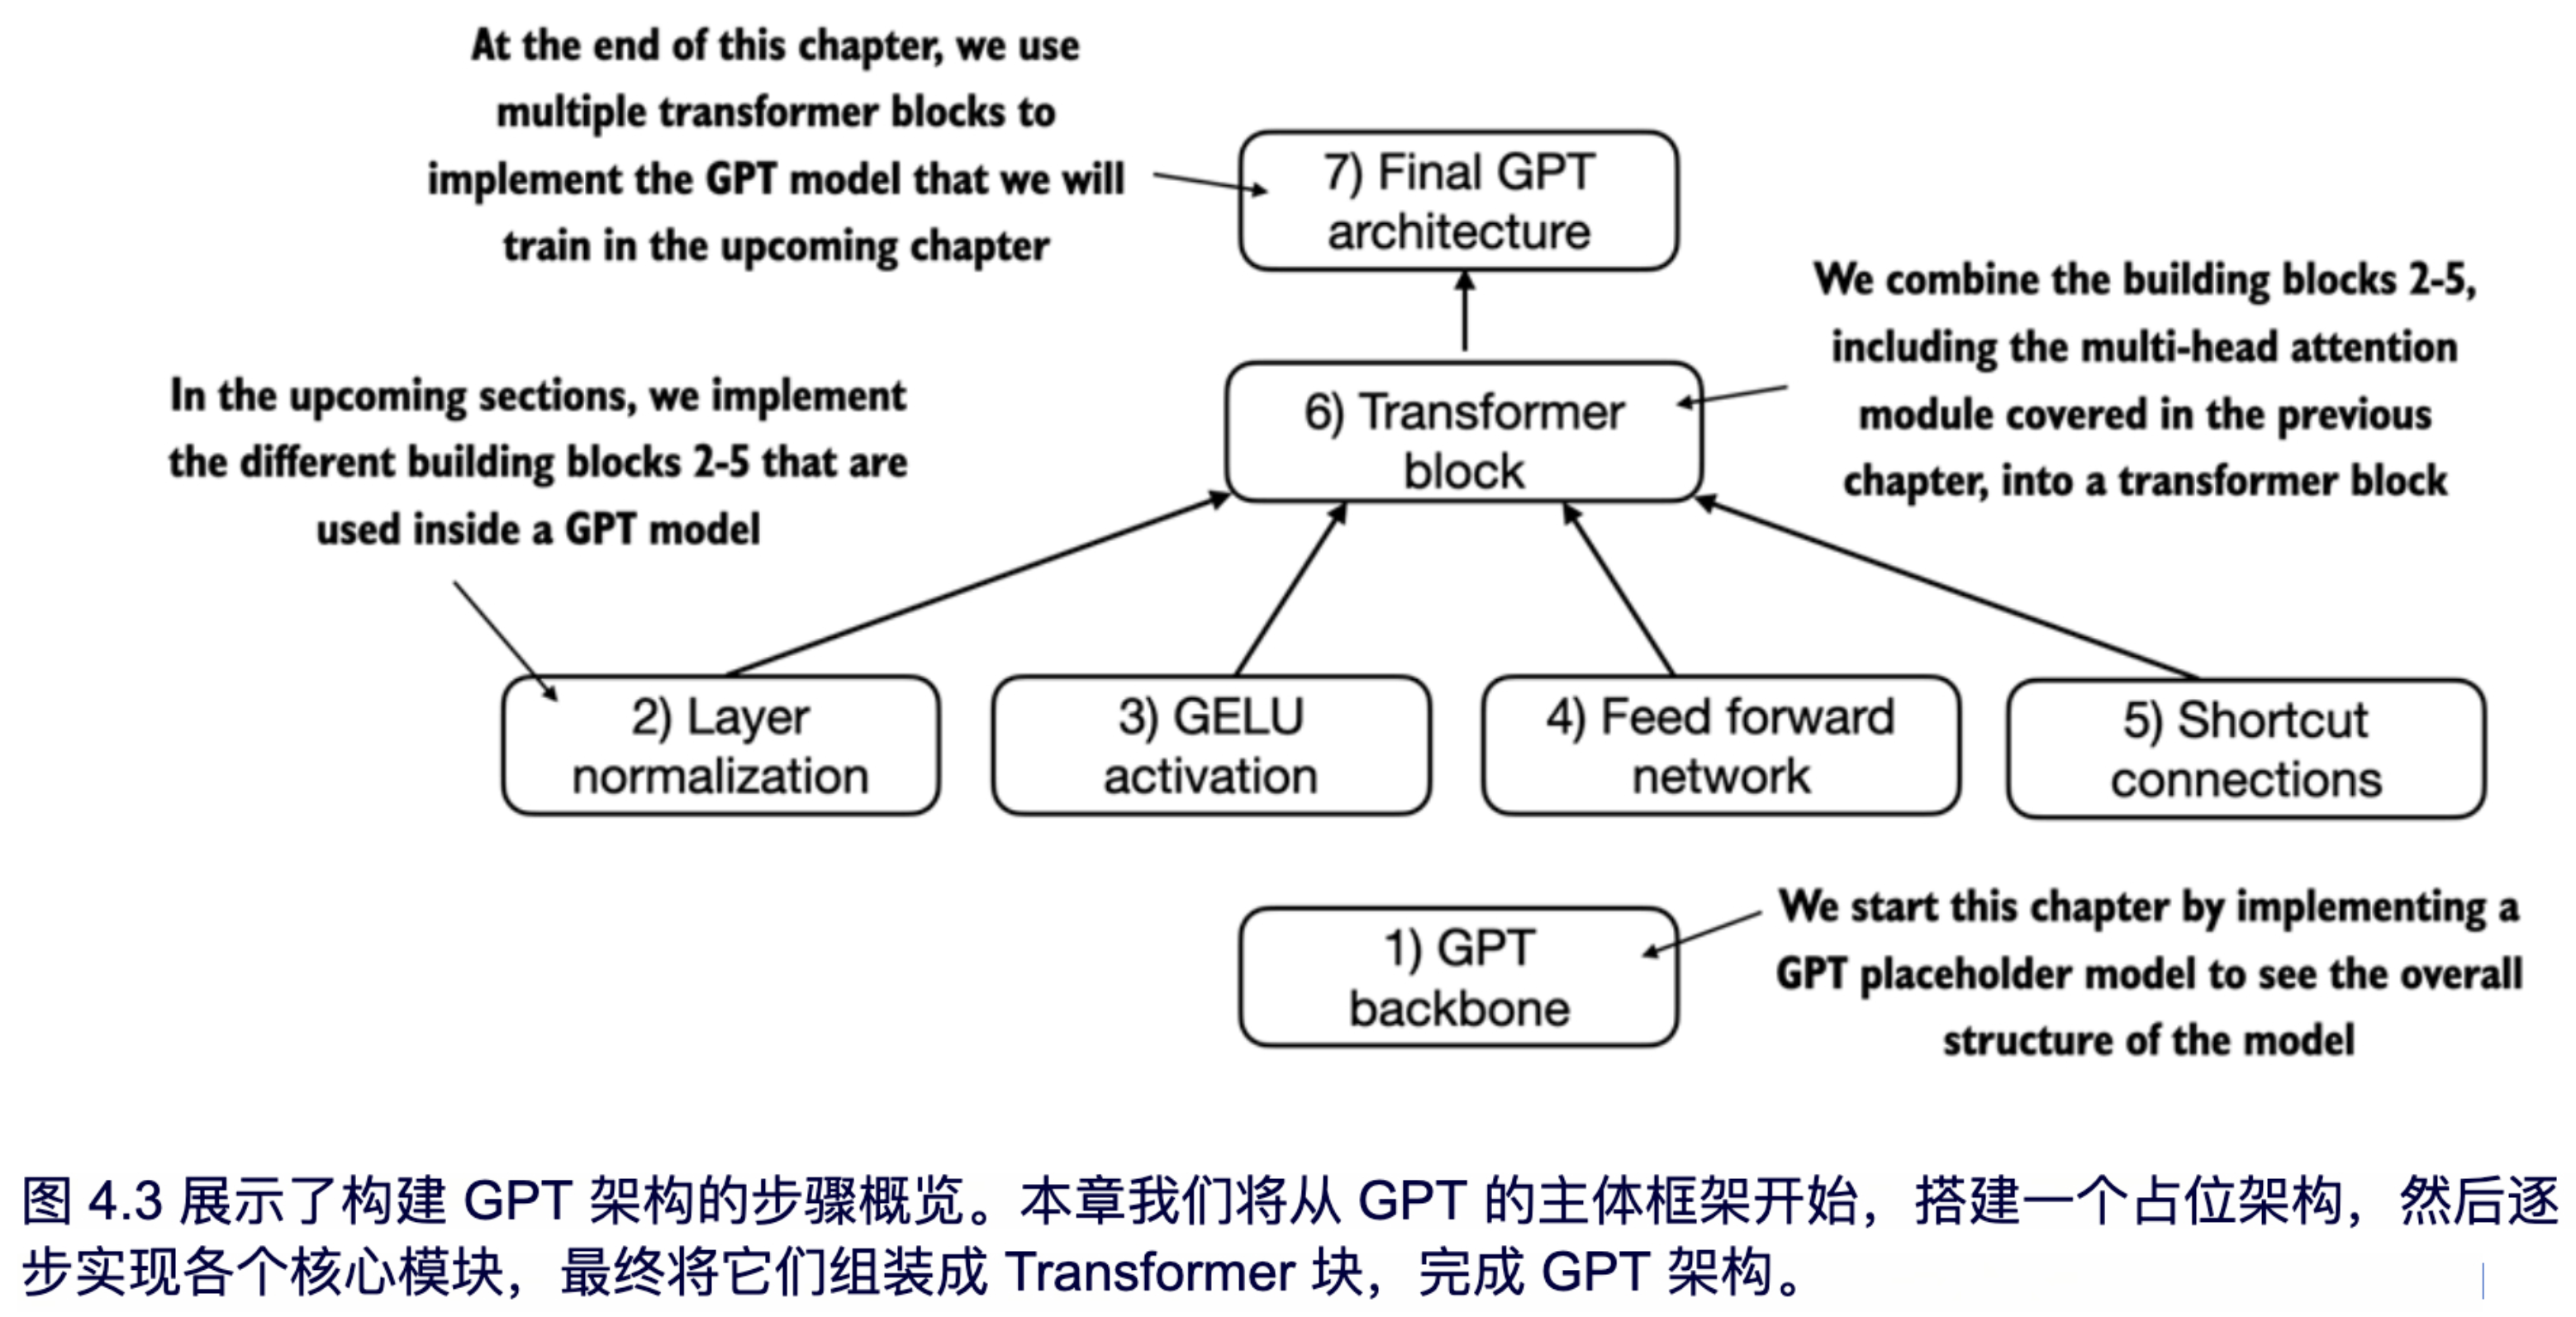 At the end of this chapter, we use
multiple transformer blocks to
implement the GPT model that we will
train in the upcoming chapter
7) Final GPT
architecture
We combine the building blocks 2-5,
including the multi-head attention
module covered in the previous
chapter, into a transformer block
6) Transformer
block
In the upcoming sections, we implement
the different building blocks 2-5 that are
used inside a GPT model
2) Layer
normalization
3) GELU
activation
4) Feed forward
network
5) Shortcut
connections
1) GPT
backbone
We start this chapter by implementing a
GPT placeholder model to see the overall
structure of the model
图 4.3 展示了构建 GPT 架构的步骤概览。本章我们将从 GPT 的主体框架开始，搭建一个占位架构，然后逐
步实现各个核心模块，最终将它们组装成 Transformer 块，完成 GPT 架构。